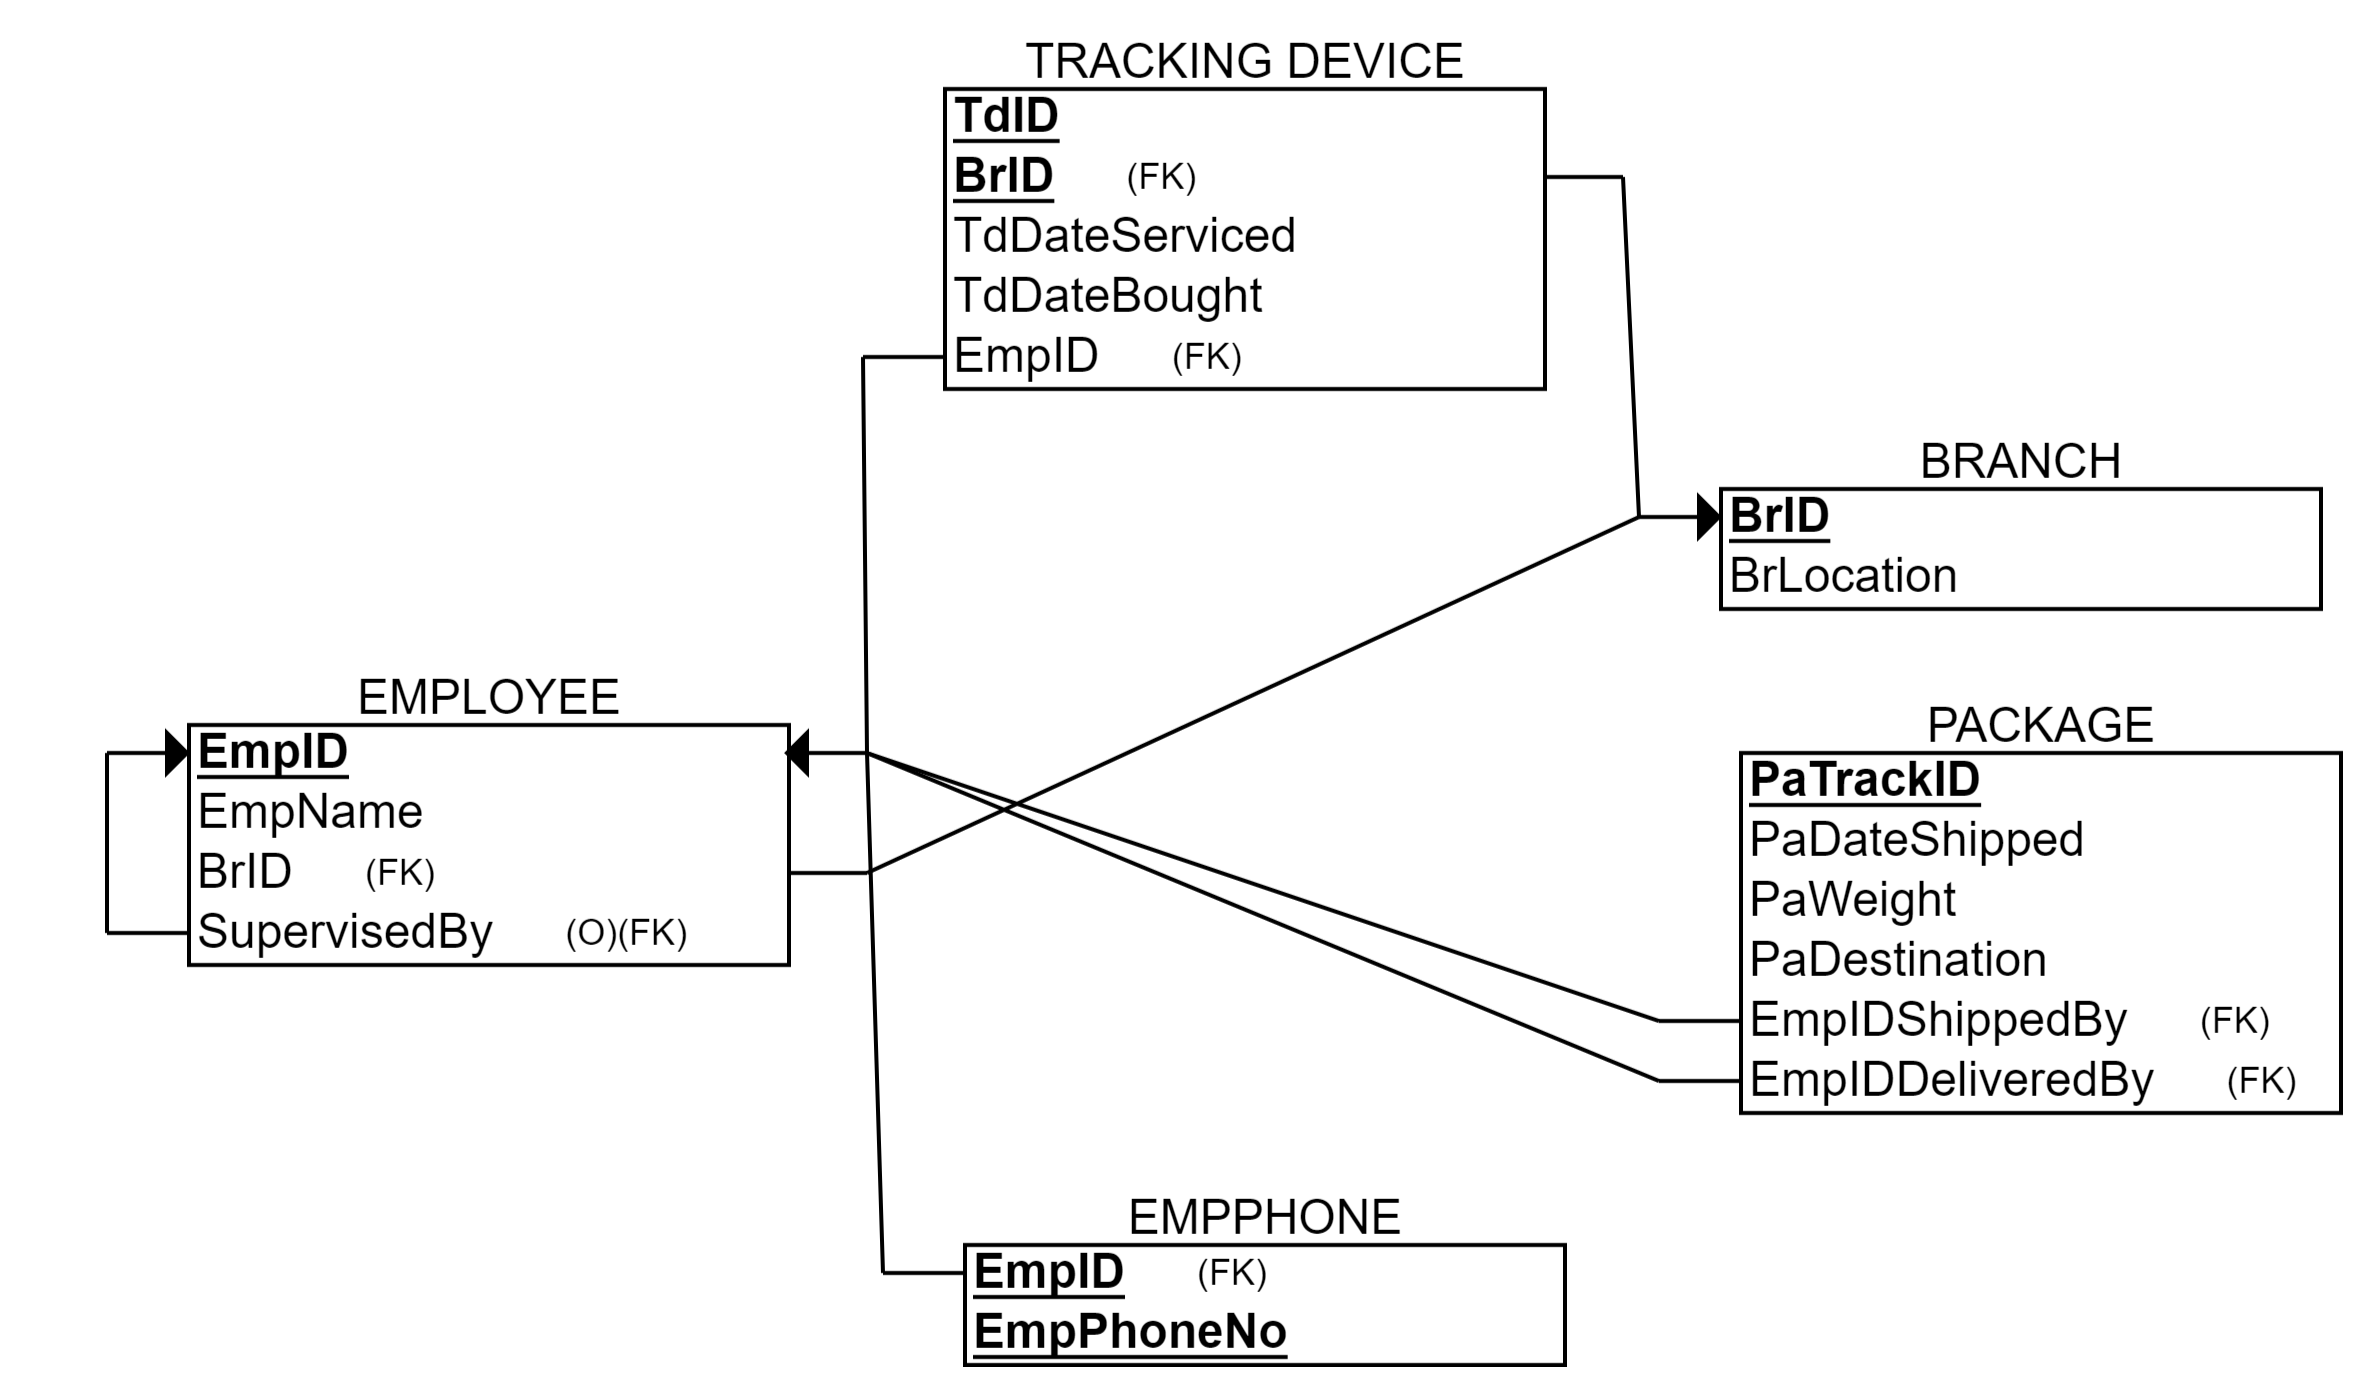 TRACKING DEVICE
TdID
BrID (FK)
TdDateServiced
TdDateBought
EmpID (FK)
BRANCH
BrID
BrLocation
EMPLOYEE
EmpID
EmpName
BrID (FK)
SupervisedBy (O)(FK)
PACKAGE
PaTrackID
PaDateShipped
PaWeight
PaDestination
EmpIDShippedBy (FK)
EmpIDDeliveredBy (FK)
EMPPHONE
EmpID (FK)
EmpPhoneNo